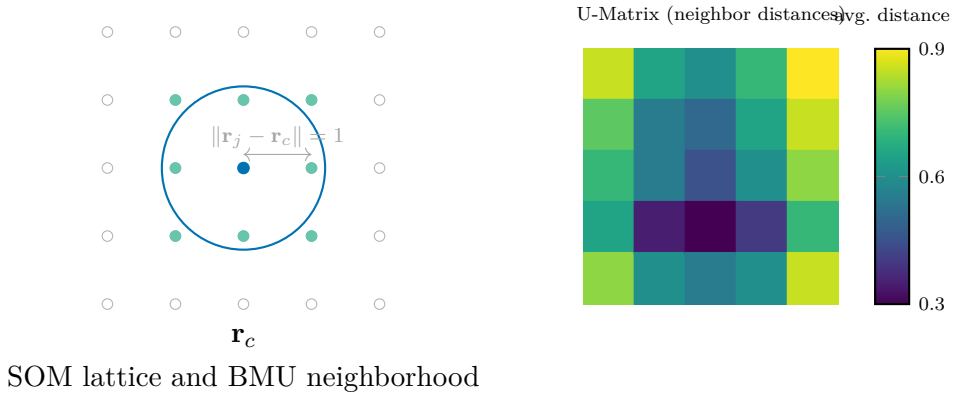 ‖r_j − r_c‖ = 1
r_c
SOM lattice and BMU neighborhood
U-Matrix (neighbor distances)
avg. distance
0.9
0.6
0.3